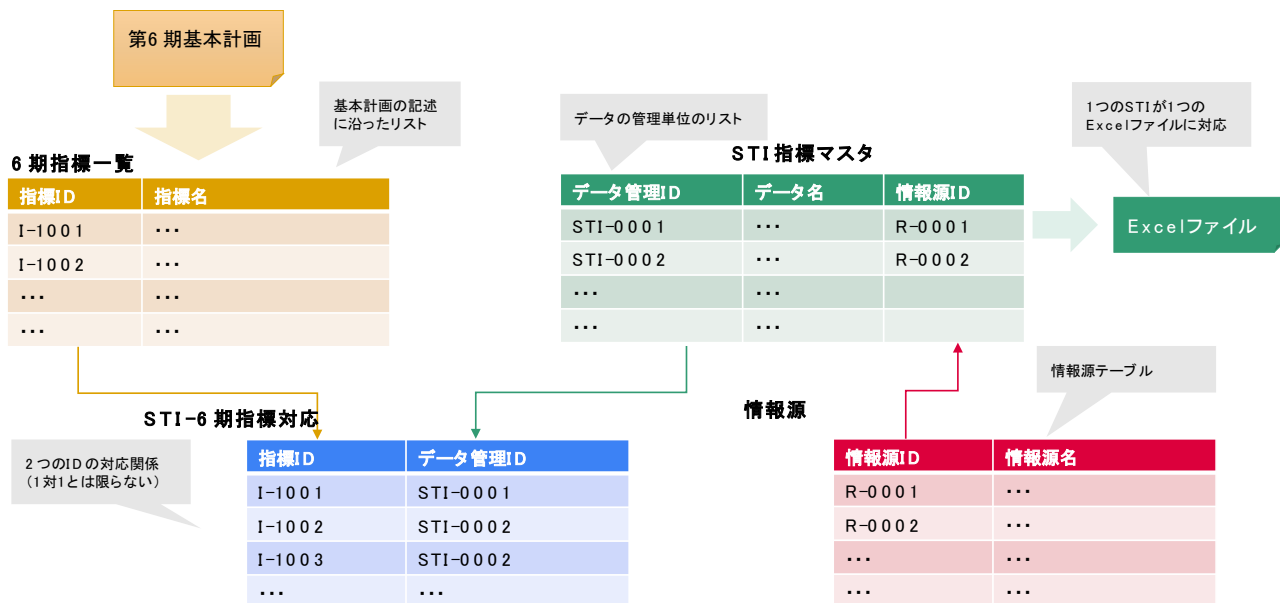 第6期基本計画
基本計画の記述
に沿ったリスト
データの管理単位のリスト
1つのSTIが1つの
Excelファイルに対応
6期指標一覧
指標ID 指標名
I-1001 ・・・
I-1002 ・・・
・・・ ・・・
・・・ ・・・
STI指標マスタ
データ管理ID データ名 情報源ID
STI-0001 ・・・ R-0001
STI-0002 ・・・ R-0002
・・・ ・・・
・・・ ・・・
Excelファイル
STI-6期指標対応
2つのIDの対応関係
(1対1とは限らない)
指標ID データ管理ID
I-1001 STI-0001
I-1002 STI-0002
I-1003 STI-0002
・・・ ・・・
情報源
情報源テーブル
情報源ID 情報源名
R-0001 ・・・
R-0002 ・・・
・・・ ・・・
・・・ ・・・